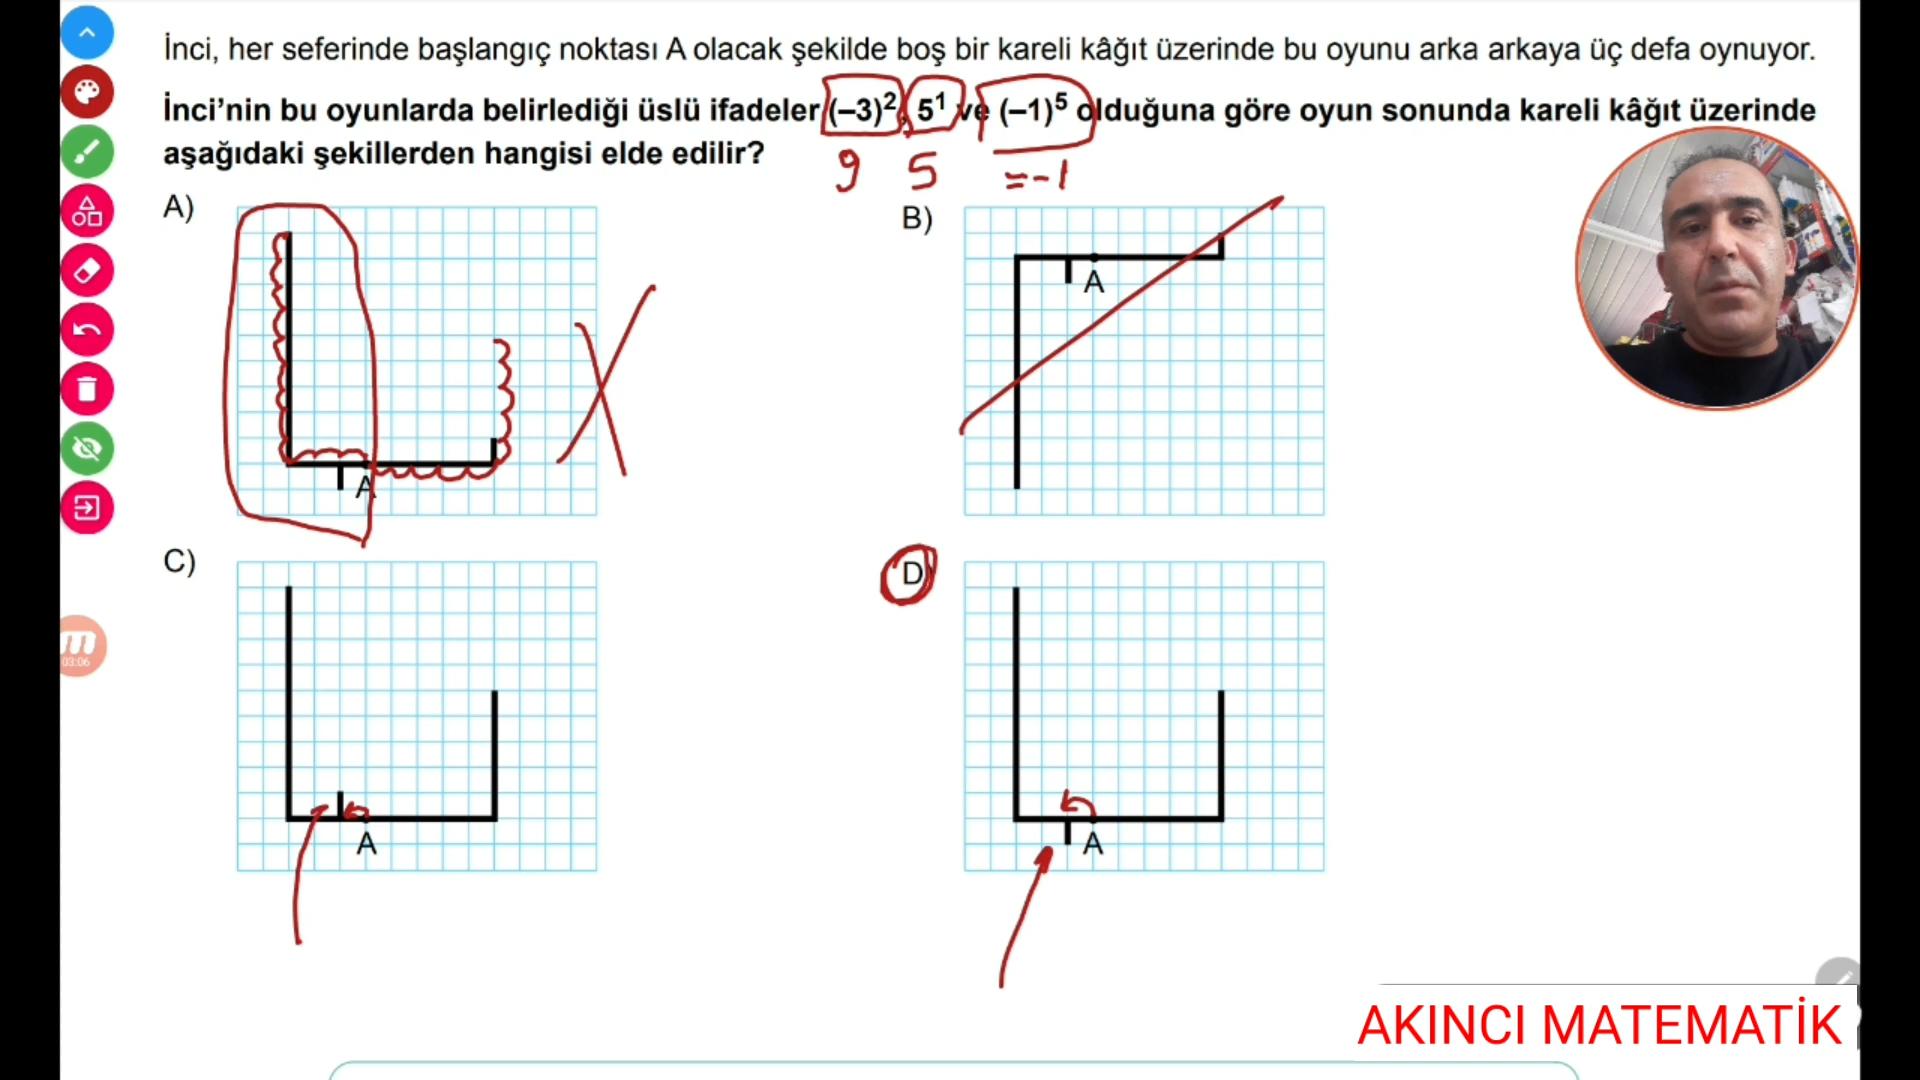 İnci, her seferinde başlangıç noktası A olacak şekilde boş bir kareli kâğıt üzerinde bu oyunu arka arkaya üç defa oynuyor.
İnci’nin bu oyunlarda belirlediği üslü ifadeler (–3)², 5¹ ve (–1)⁵ olduğuna göre oyun sonunda kareli kâğıt üzerinde
aşağıdaki şekillerden hangisi elde edilir?
9 5 =-1
A)
B)
A
A
C)
D)
A
A
m
03:06
AKINCI MATEMATİK